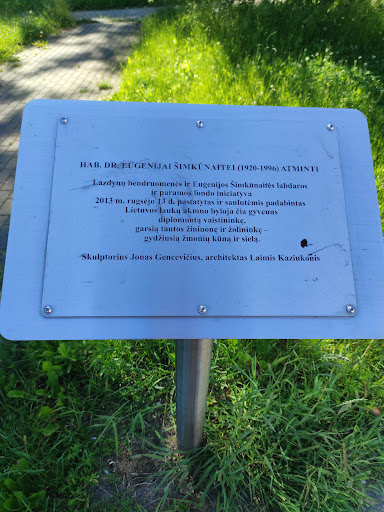 HAB. DR. EUGENIJAI ŠIMKŪNAITEI (1920-1996) ATMINTI
Lazdynų bendruomenės ir Eugenijos Šimkūnaitės labdaros
ir paramos fondo iniciatyva
2013 m. rugsėjo 13 d. pastatytas ir saulutėmis padabintas
Lietuvos laukų akmuo byloja čia gyvenus
diplomuotą vaistininkę,
garsią tautos žiniuonę ir žolininkę –
gydžiusią žmonių kūną ir sielą.
Skulptorius Jonas Gencevičius, architektas Laimis Kaziukonis